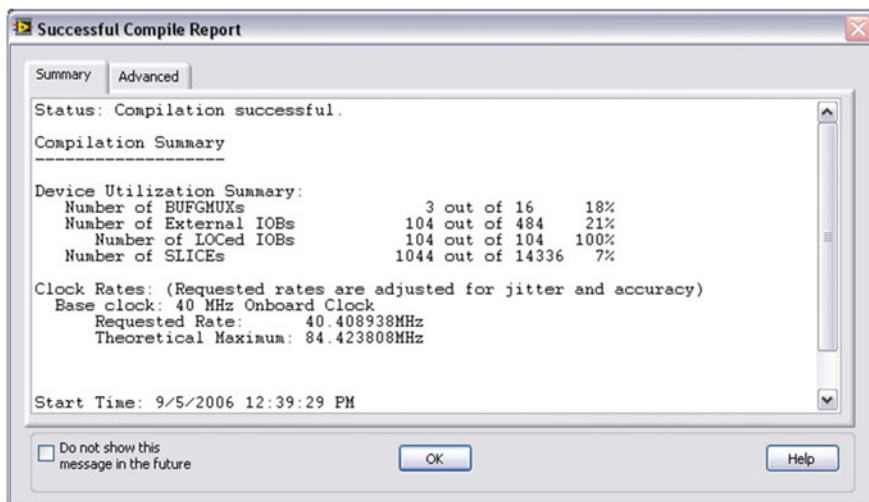 Successful Compile Report
Summary Advanced
Status: Compilation successful.
Compilation Summary
-------------------
Device Utilization Summary:
Number of BUFGMUXs 3 out of 16 18%
Number of External IOBs 104 out of 484 21%
Number of LOCed IOBs 104 out of 104 100%
Number of SLICEs 1044 out of 14336 7%
Clock Rates: (Requested rates are adjusted for jitter and accuracy)
Base clock: 40 MHz Onboard Clock
Requested Rate: 40.408938MHz
Theoretical Maximum: 84.423808MHz
Start Time: 9/5/2006 12:39:29 PM
Do not show this
message in the future
OK
Help